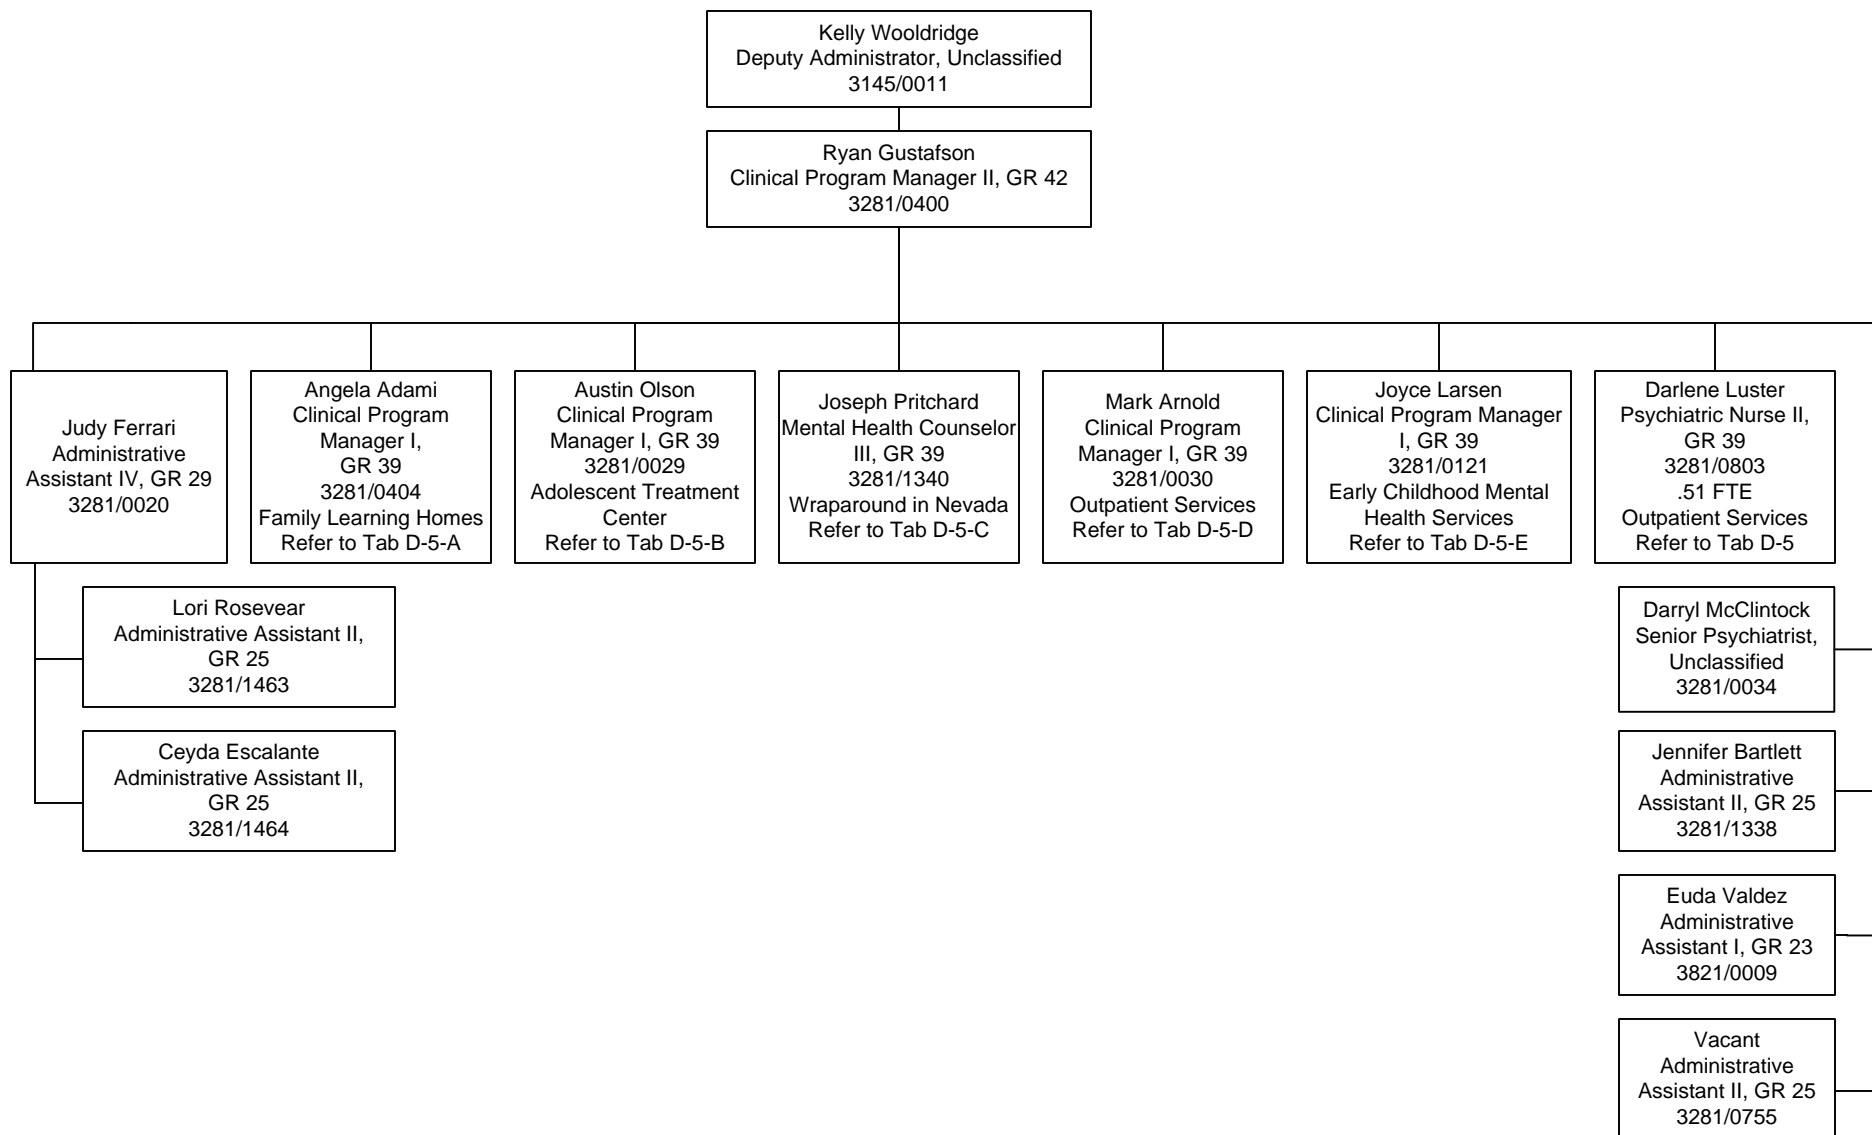 Kelly Wooldridge
Deputy Administrator, Unclassified
3145/0011
Ryan Gustafson
Clinical Program Manager II, GR 42
3281/0400
Judy Ferrari
Administrative
Assistant IV, GR 29
3281/0020
Angela Adami
Clinical Program
Manager I,
GR 39
3281/0404
Family Learning Homes
Refer to Tab D-5-A
Austin Olson
Clinical Program
Manager I, GR 39
3281/0029
Adolescent Treatment
Center
Refer to Tab D-5-B
Joseph Pritchard
Mental Health Counselor
III, GR 39
3281/1340
Wraparound in Nevada
Refer to Tab D-5-C
Mark Arnold
Clinical Program
Manager I, GR 39
3281/0030
Outpatient Services
Refer to Tab D-5-D
Joyce Larsen
Clinical Program Manager
I, GR 39
3281/0121
Early Childhood Mental
Health Services
Refer to Tab D-5-E
Darlene Luster
Psychiatric Nurse II,
GR 39
3281/0803
.51 FTE
Outpatient Services
Refer to Tab D-5
Lori Rosevear
Administrative Assistant II,
GR 25
3281/1463
Ceyda Escalante
Administrative Assistant II,
GR 25
3281/1464
Darryl McClintock
Senior Psychiatrist,
Unclassified
3281/0034
Jennifer Bartlett
Administrative
Assistant II, GR 25
3281/1338
Euda Valdez
Administrative
Assistant I, GR 23
3821/0009
Vacant
Administrative
Assistant II, GR 25
3281/0755